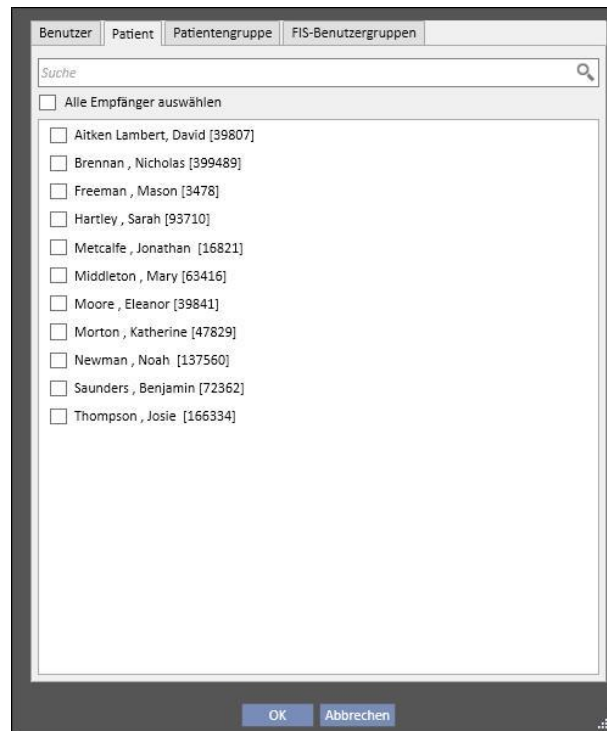 Benutzer Patient Patientengruppe FIS-Benutzergruppen
Suche
Alle Empfänger auswählen
Aitken Lambert, David [39807]
Brennan , Nicholas [399489]
Freeman , Mason [3478]
Hartley , Sarah [93710]
Metcalfe , Jonathan [16821]
Middleton , Mary [63416]
Moore , Eleanor [39841]
Morton , Katherine [47829]
Newman , Noah [137560]
Saunders , Benjamin [72362]
Thompson , Josie [166334]
OK Abbrechen